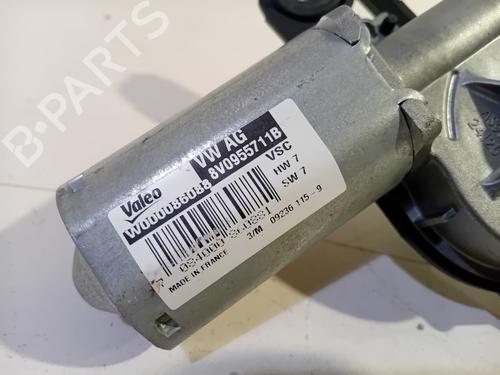 B-PARTS
Valeo
VW AG
W000086088
8V0955711B
VSC
HW 7
SW 7
3/M 09236 115-9
MADE IN FRANCE